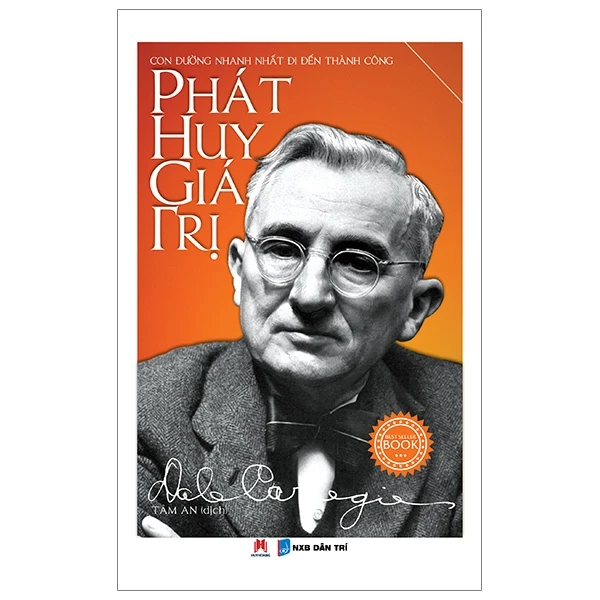 CON ĐƯỜNG NHANH NHẤT ĐI ĐẾN THÀNH CÔNG
PHÁT
HUY
GIÁ
TRỊ
BEST SELLER
BOOK
Dale Carnegie
TÂM AN (dịch)
HUYHOANG
NXB DÂN TRÍ